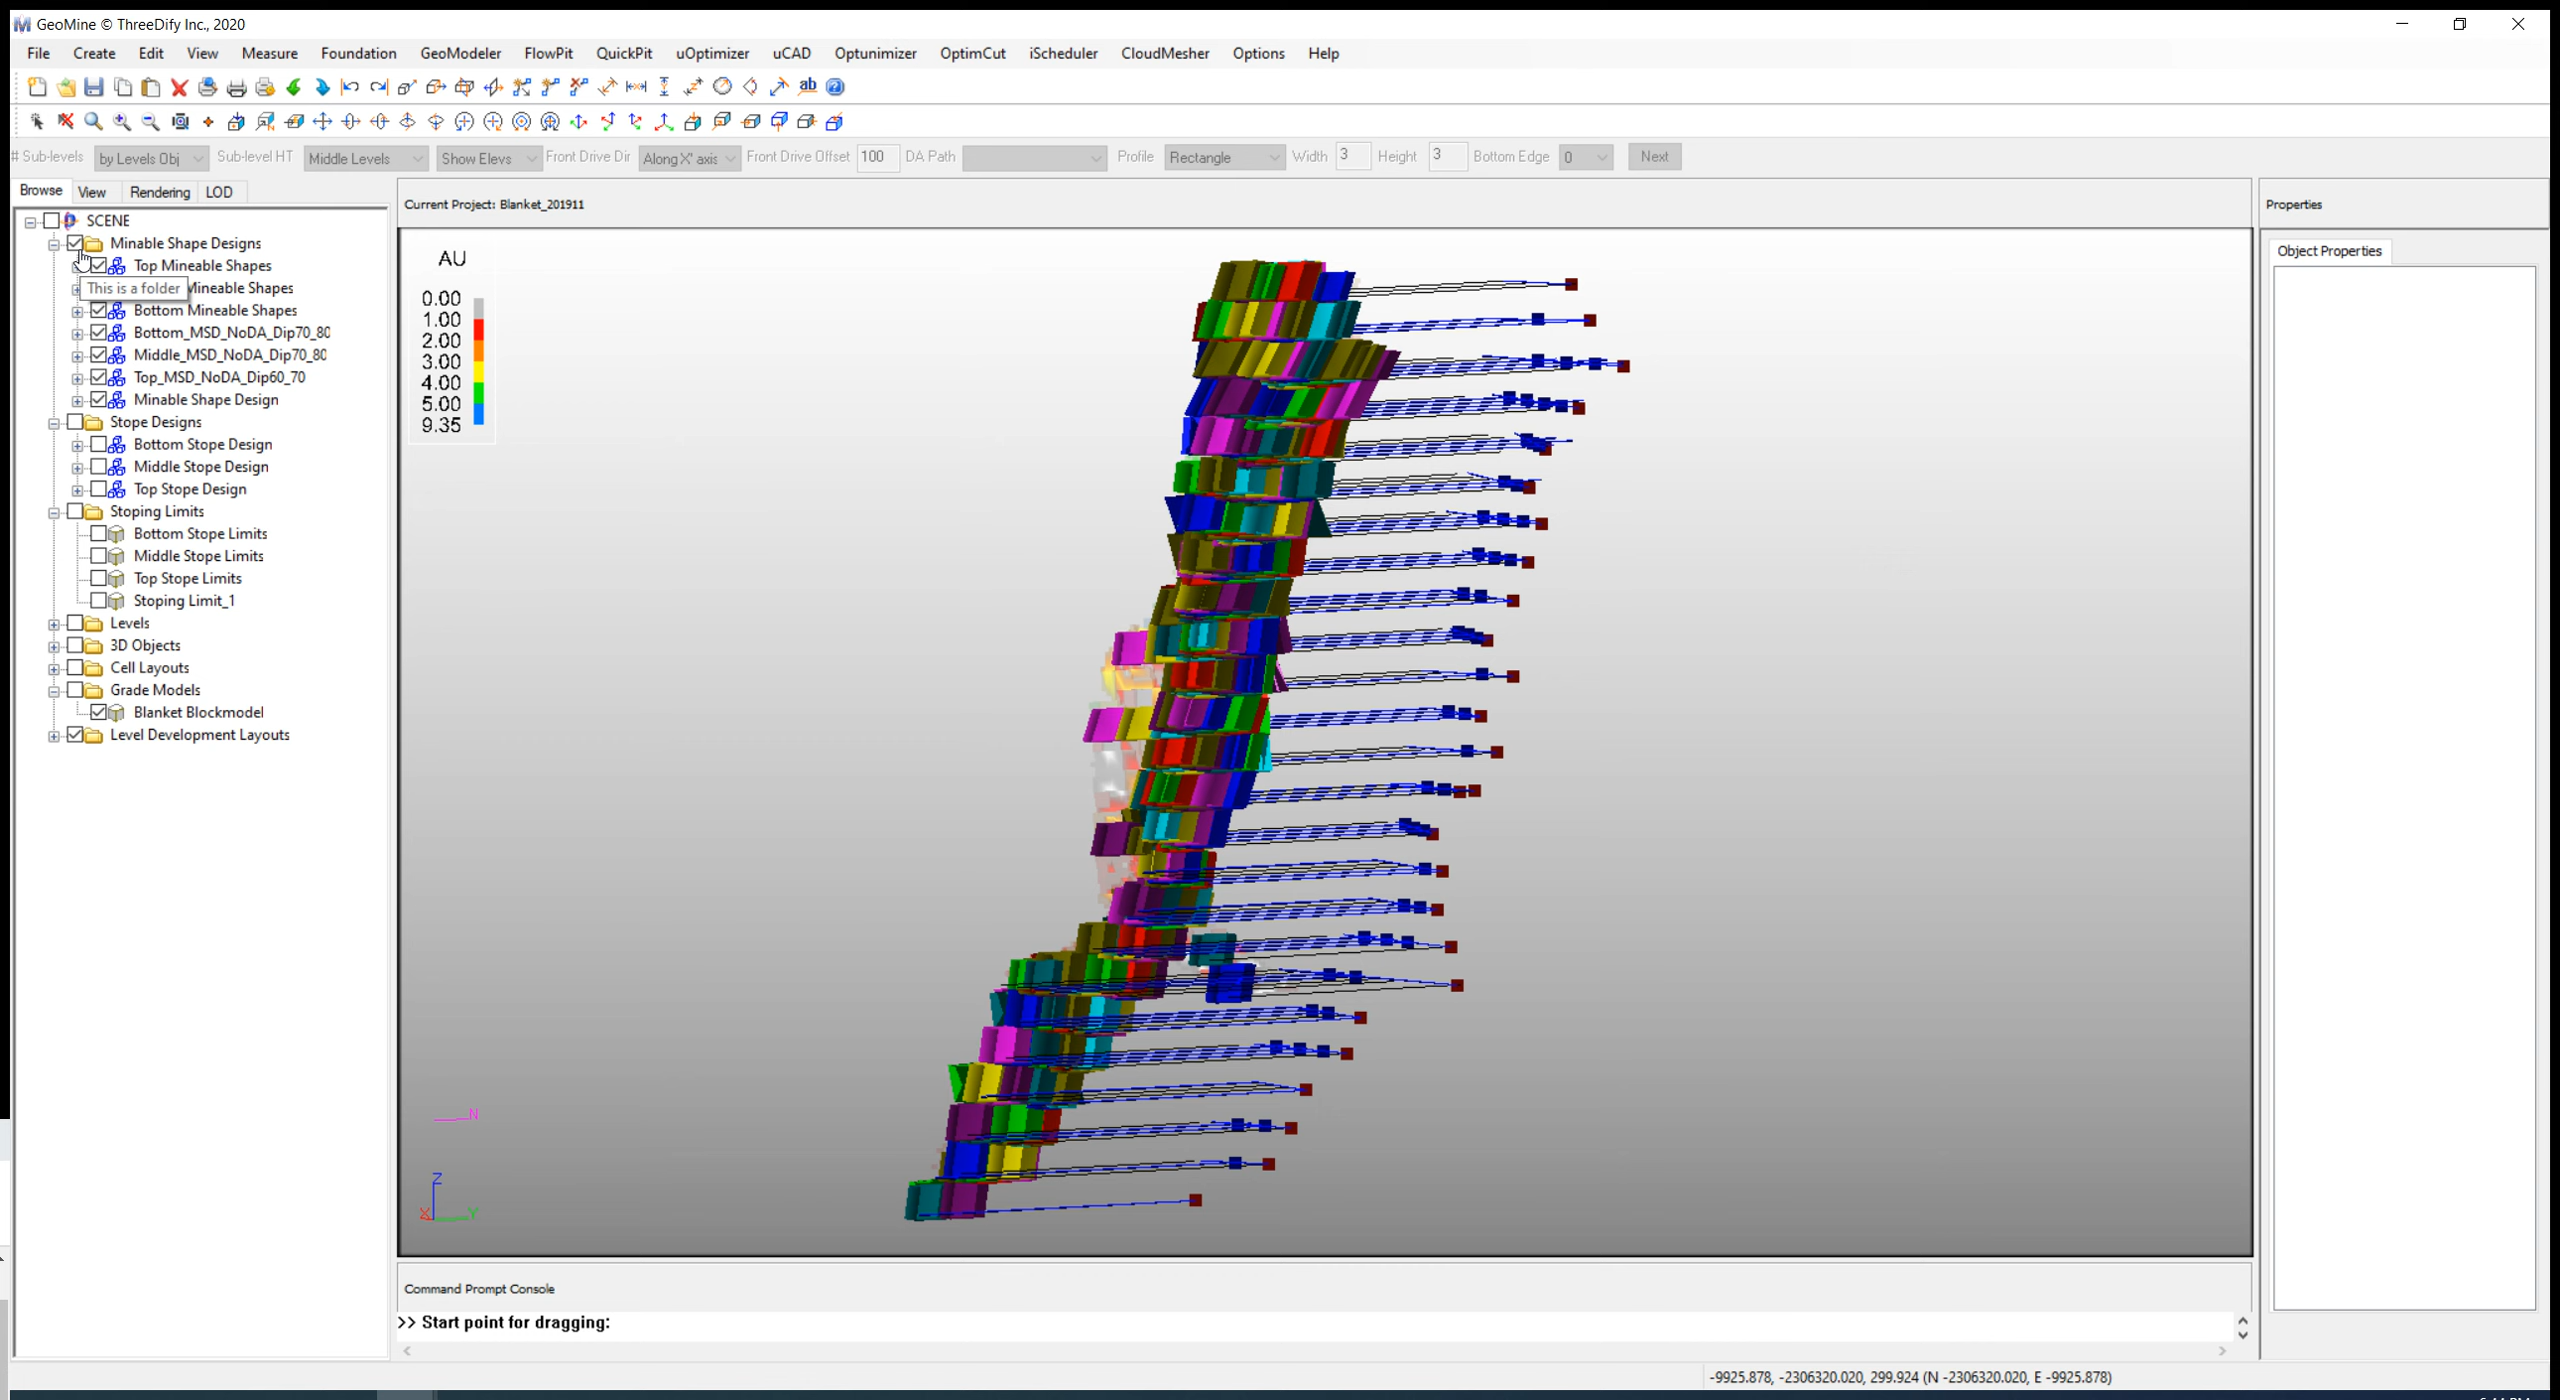 GeoMine © ThreeDify Inc., 2020
File Create Edit View Measure Foundation GeoModeler FlowPit QuickPit uOptimizer uCAD Optunimizer OptimCut iScheduler CloudMesher Options Help
ab
# Sub-levels by Levels Obj Sub-level HT Middle Levels Show Elevs Front Drive Dir Along X' axis Front Drive Offset 100 DA Path Profile Rectangle Width 3 Height 3 Bottom Edge 0 Next
Browse View Rendering LOD
Current Project: Blanket_201911
Properties
SCENE
Minable Shape Designs
Top Mineable Shapes
This is a folder Mineable Shapes
Bottom Mineable Shapes
Bottom_MSD_NoDA_Dip70_80
Middle_MSD_NoDA_Dip70_80
Top_MSD_NoDA_Dip60_70
Minable Shape Design
Stope Designs
Bottom Stope Design
Middle Stope Design
Top Stope Design
Stoping Limits
Bottom Stope Limits
Middle Stope Limits
Top Stope Limits
Stoping Limit_1
Levels
3D Objects
Cell Layouts
Grade Models
Blanket Blockmodel
Level Development Layouts
AU
0.00
1.00
2.00
3.00
4.00
5.00
9.35
N
Z
X Y
Object Properties
Command Prompt Console
>> Start point for dragging:
-9925.878, -2306320.020, 299.924 (N -2306320.020, E -9925.878)